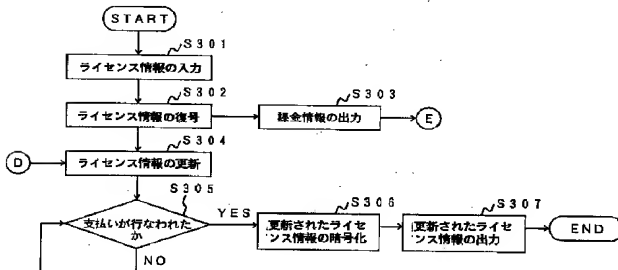 START
S301
ライセンス情報の入力
S302
ライセンス情報の復号
S303
課金情報の出力
E
S304
D
ライセンス情報の更新
S305
支払いが行なわれた
か
YES
NO
S306
更新されたライセ
ンス情報の暗号化
S307
更新されたライセ
ンス情報の出力
END